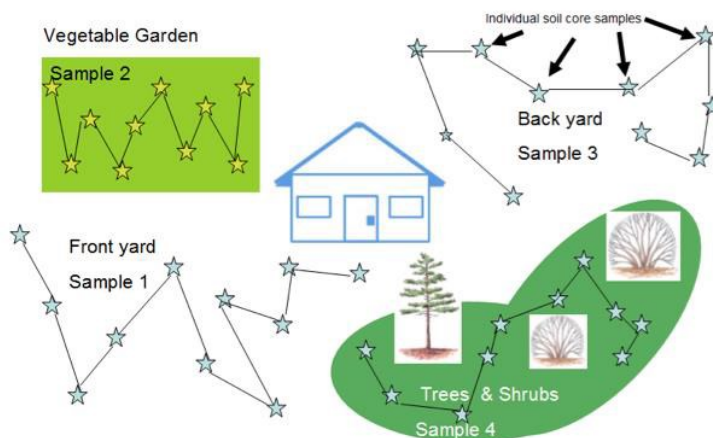 Individual soil core samples
Vegetable Garden
Sample 2
Back yard
Sample 3
Front yard
Sample 1
Trees & Shrubs
Sample 4